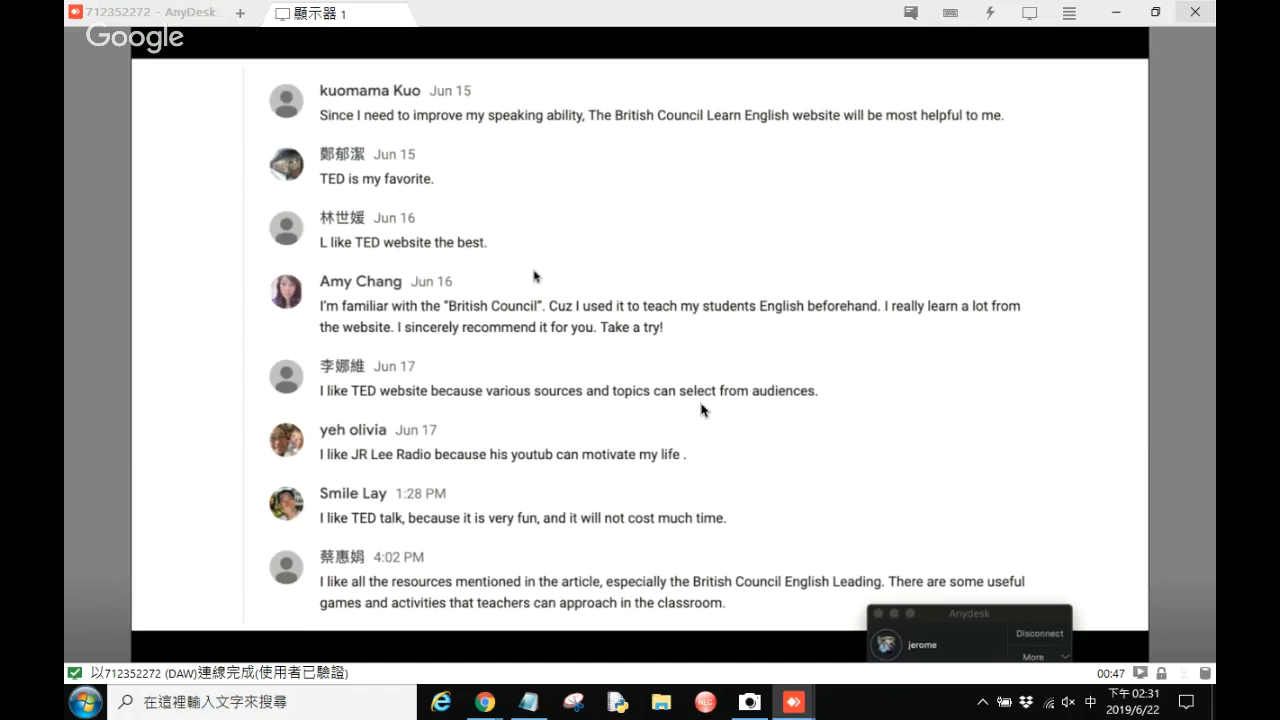 712352272 - AnyDesk
顯示器 1
Google
kuomama Kuo Jun 15
Since I need to improve my speaking ability, The British Council Learn English website will be most helpful to me.
鄭郁潔 Jun 15
TED is my favorite.
林世媛 Jun 16
L like TED website the best.
Amy Chang Jun 16
I'm familiar with the "British Council". Cuz I used it to teach my students English beforehand. I really learn a lot from
the website. I sincerely recommend it for you. Take a try!
李娜維 Jun 17
I like TED website because various sources and topics can select from audiences.
yeh olivia Jun 17
I like JR Lee Radio because his youtub can motivate my life .
Smile Lay 1:28 PM
I like TED talk, because it is very fun, and it will not cost much time.
蔡惠娟 4:02 PM
I like all the resources mentioned in the article, especially the British Council English Leading. There are some useful
games and activities that teachers can approach in the classroom.
Anydesk
jerome
Disconnect
More
以712352272 (DAW)連線完成(使用者已驗證)
00:47
在這裡輸入文字來搜尋
REC
中
下午 02:31
2019/6/22